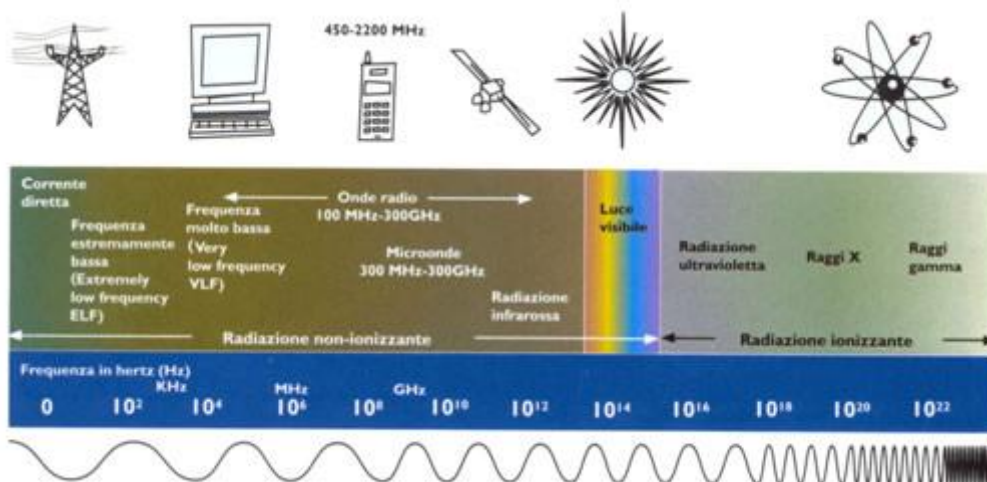 450-2200 MHz
Corrente
diretta
Frequenza
estremamente
bassa
(Extremely
low frequency
ELF)
Frequenza
molto bassa
(Very
low frequency
VLF)
Onde radio
100 MHz-300GHz
Microonde
300 MHz-300GHz
Radiazione
infrarossa
Luce
visibile
Radiazione
ultravioletta
Raggi X
Raggi
gamma
Radiazione non-ionizzante
Radiazione ionizzante
Frequenza in hertz (Hz)
KHz MHz GHz
0 10² 10⁴ 10⁶ 10⁸ 10¹⁰ 10¹² 10¹⁴ 10¹⁶ 10¹⁸ 10²⁰ 10²²